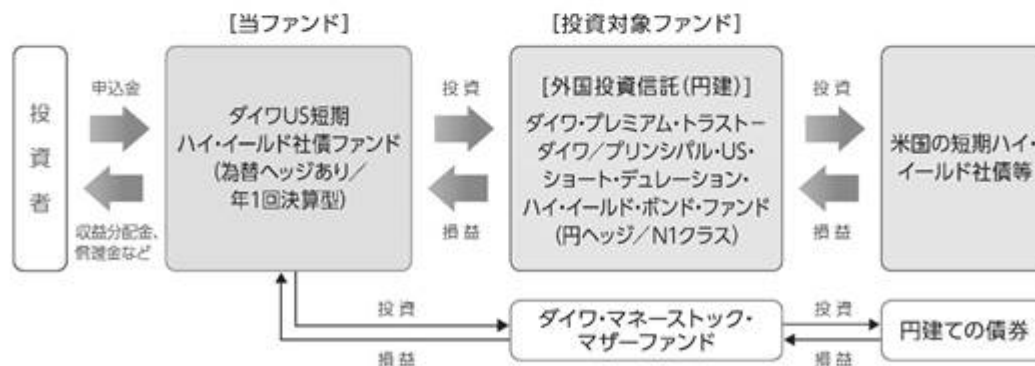 [当ファンド]
[投資対象ファンド]
投資者
申込金
収益分配金、
償還金など
ダイワUS短期
ハイ・イールド社債ファンド
(為替ヘッジあり/
年1回決算型)
投資
損益
[外国投資信託(円建)]
ダイワ・プレミアム・トラスト−
ダイワ/プリンシパル・US・
ショート・デュレーション・
ハイ・イールド・ボンド・ファンド
(円ヘッジ/N1クラス)
投資
損益
米国の短期ハイ・
イールド社債等
投資
損益
ダイワ・マネーストック・
マザーファンド
投資
損益
円建ての債券